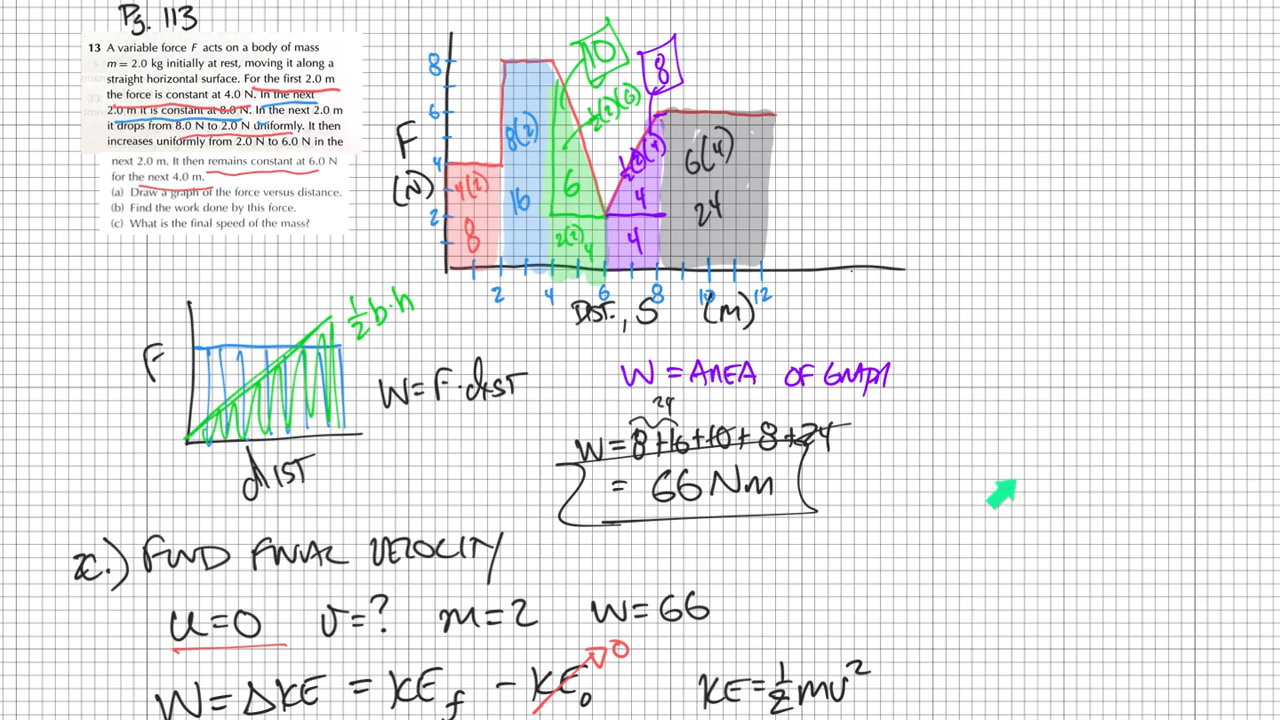 Pg. 113
13 A variable force F acts on a body of mass
m = 2.0 kg initially at rest, moving it along a
straight horizontal surface. For the first 2.0 m
the force is constant at 4.0 N. In the next
2.0 m it is constant at 8.0 N. In the next 2.0 m
it drops from 8.0 N to 2.0 N uniformly. It then
increases uniformly from 2.0 N to 6.0 N in the
next 2.0 m. It then remains constant at 6.0 N
for the next 4.0 m.
(a) Draw a graph of the force versus distance.
(b) Find the work done by this force.
(c) What is the final speed of the mass?
F
(N)
8
6
4
2
4(2)
8
8(2)
16
10
½(2)(6)
6
2(2)
4
8
½(2)(4)
4
4
6(4)
24
2 4 6 8 10 12
DIST., S (M)
F
½b·h
DIST
W = F·dIST
W = AREA OF GRAPH
24
W = 8+16+10+8+24
= 66 Nm
c.) FIND FINAL VELOCITY
u=0 v=? m=2 W=66
W = ΔKE = KEf - KE0 0 KE = ½mv²